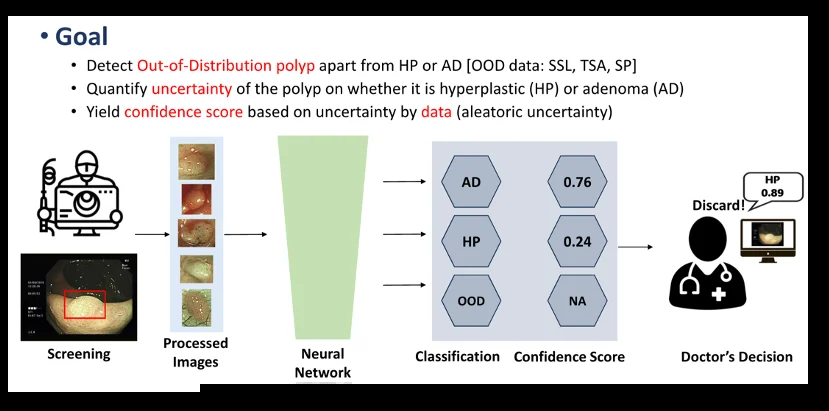 • Goal
• Detect Out-of-Distribution polyp apart from HP or AD [OOD data: SSL, TSA, SP]
• Quantify uncertainty of the polyp on whether it is hyperplastic (HP) or adenoma (AD)
• Yield confidence score based on uncertainty by data (aleatoric uncertainty)
AD
0.76
HP
0.89
Discard!
HP
0.24
OOD
NA
Screening
Processed
Images
Neural
Network
Classification
Confidence Score
Doctor's Decision